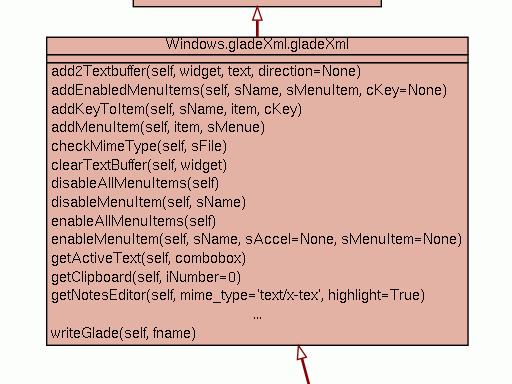 Windows.gladeXml.gladeXml
add2Textbuffer(self, widget, text, direction=None)
addEnabledMenuItems(self, sName, sMenuItem, cKey=None)
addKeyToItem(self, sName, item, cKey)
addMenuItem(self, item, sMenue)
checkMimeType(self, sFile)
clearTextBuffer(self, widget)
disableAllMenuItems(self)
disableMenuItem(self, sName)
enableAllMenuItems(self)
enableMenuItem(self, sName, sAccel=None, sMenuItem=None)
getActiveText(self, combobox)
getClipboard(self, iNumber=0)
getNotesEditor(self, mime_type='text/x-tex', highlight=True)
...
writeGlade(self, fname)